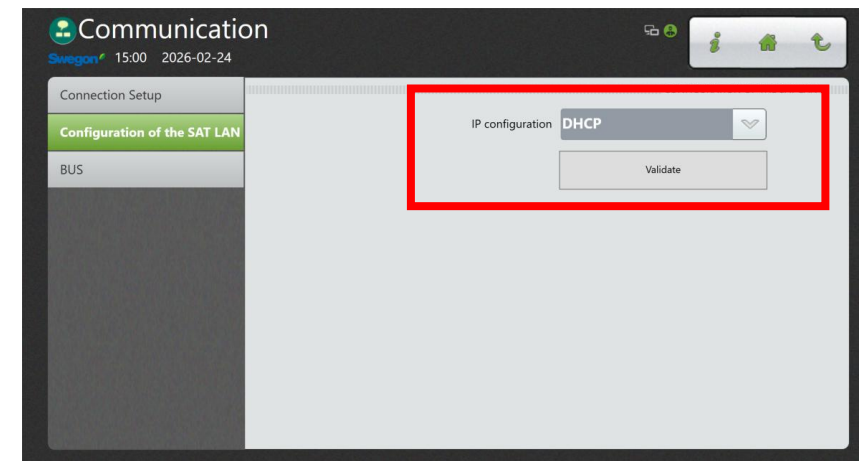 Communication
Swegon 15:00 2026-02-24
Connection Setup
Configuration of the SAT LAN
BUS
IP configuration DHCP
Validate